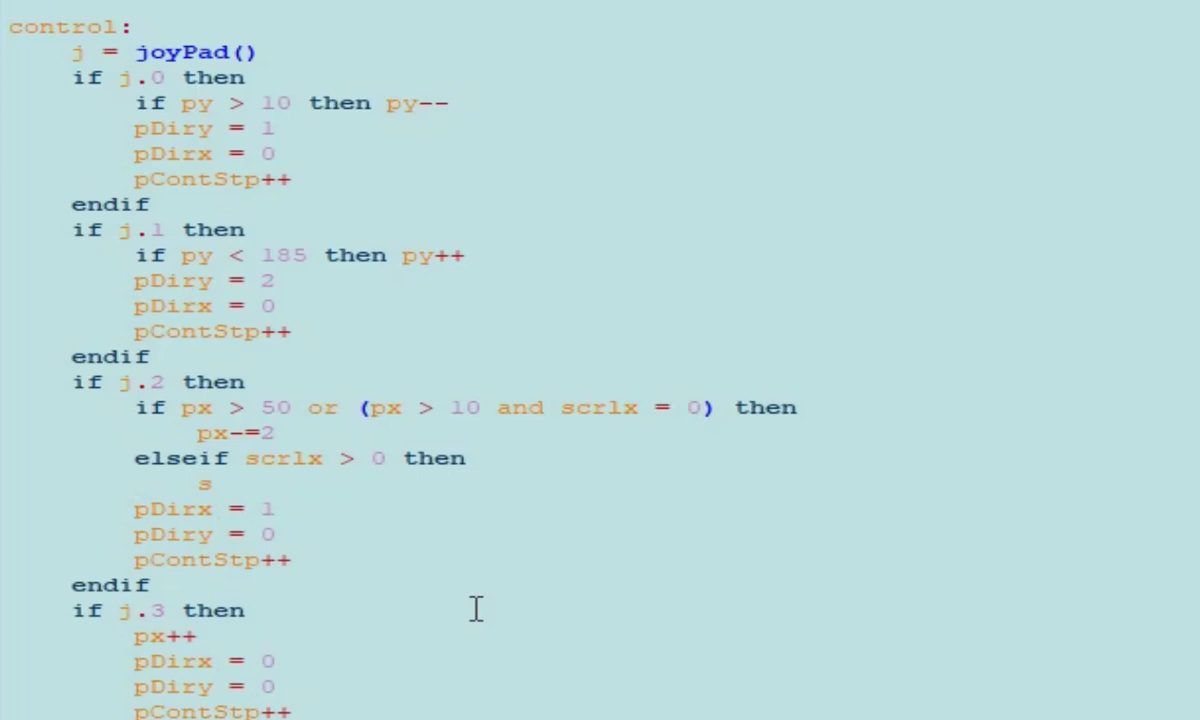 control:
j = joyPad()
if j.0 then
if py > 10 then py--
pDiry = 1
pDirx = 0
pContStp++
endif
if j.1 then
if py < 185 then py++
pDiry = 2
pDirx = 0
pContStp++
endif
if j.2 then
if px > 50 or (px > 10 and scrlx = 0) then
px-=2
elseif scrlx > 0 then
s
pDirx = 1
pDiry = 0
pContStp++
endif
if j.3 then
px++
pDirx = 0
pDiry = 0
pContStp++